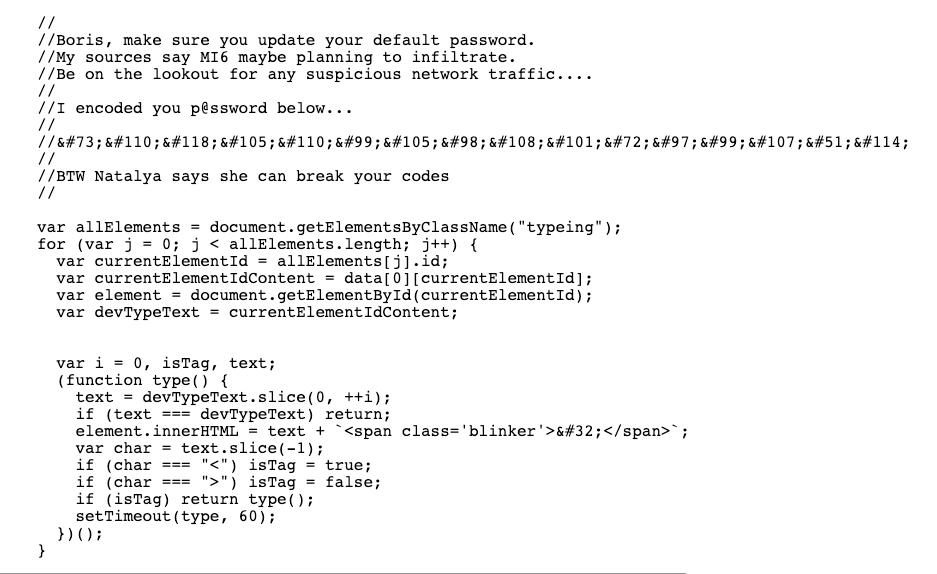 //
//Boris, make sure you update your default password.
//My sources say MI6 maybe planning to infiltrate.
//Be on the lookout for any suspicious network traffic....
//
//I encoded you p@ssword below...
//
//&#73;&#110;&#118;&#105;&#110;&#99;&#105;&#98;&#108;&#101;&#72;&#97;&#99;&#107;&#51;&#114;
//
//BTW Natalya says she can break your codes
//

var allElements = document.getElementsByClassName("typeing");
for (var j = 0; j < allElements.length; j++) {
  var currentElementId = allElements[j].id;
  var currentElementIdContent = data[0][currentElementId];
  var element = document.getElementById(currentElementId);
  var devTypeText = currentElementIdContent;


  var i = 0, isTag, text;
  (function type() {
    text = devTypeText.slice(0, ++i);
    if (text === devTypeText) return;
    element.innerHTML = text + `<span class='blinker'>&#32;</span>`;
    var char = text.slice(-1);
    if (char === "<") isTag = true;
    if (char === ">") isTag = false;
    if (isTag) return type();
    setTimeout(type, 60);
  })();
}